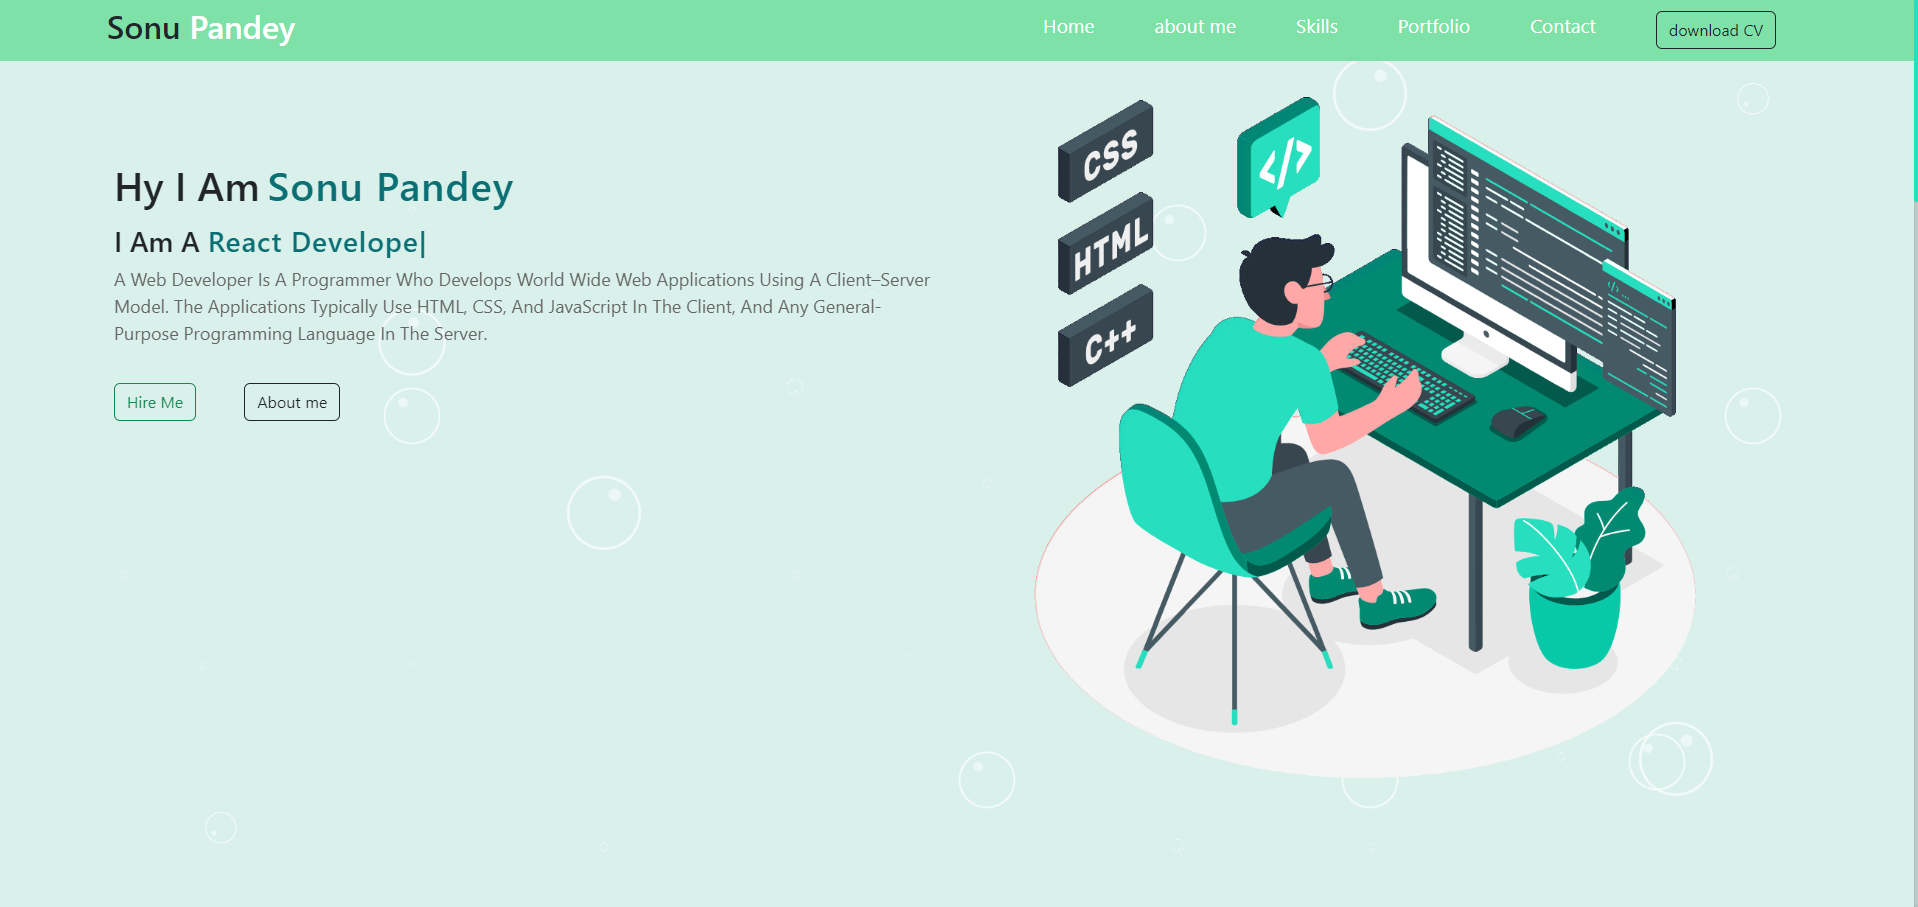 Sonu Pandey
Home
about me
Skills
Portfolio
Contact
download CV
Hy I Am Sonu Pandey
I Am A React Develope|
A Web Developer Is A Programmer Who Develops World Wide Web Applications Using A Client–Server
Model. The Applications Typically Use HTML, CSS, And JavaScript In The Client, And Any General-
Purpose Programming Language In The Server.
Hire Me
About me
CSS
</>
HTML
C++
</> ...